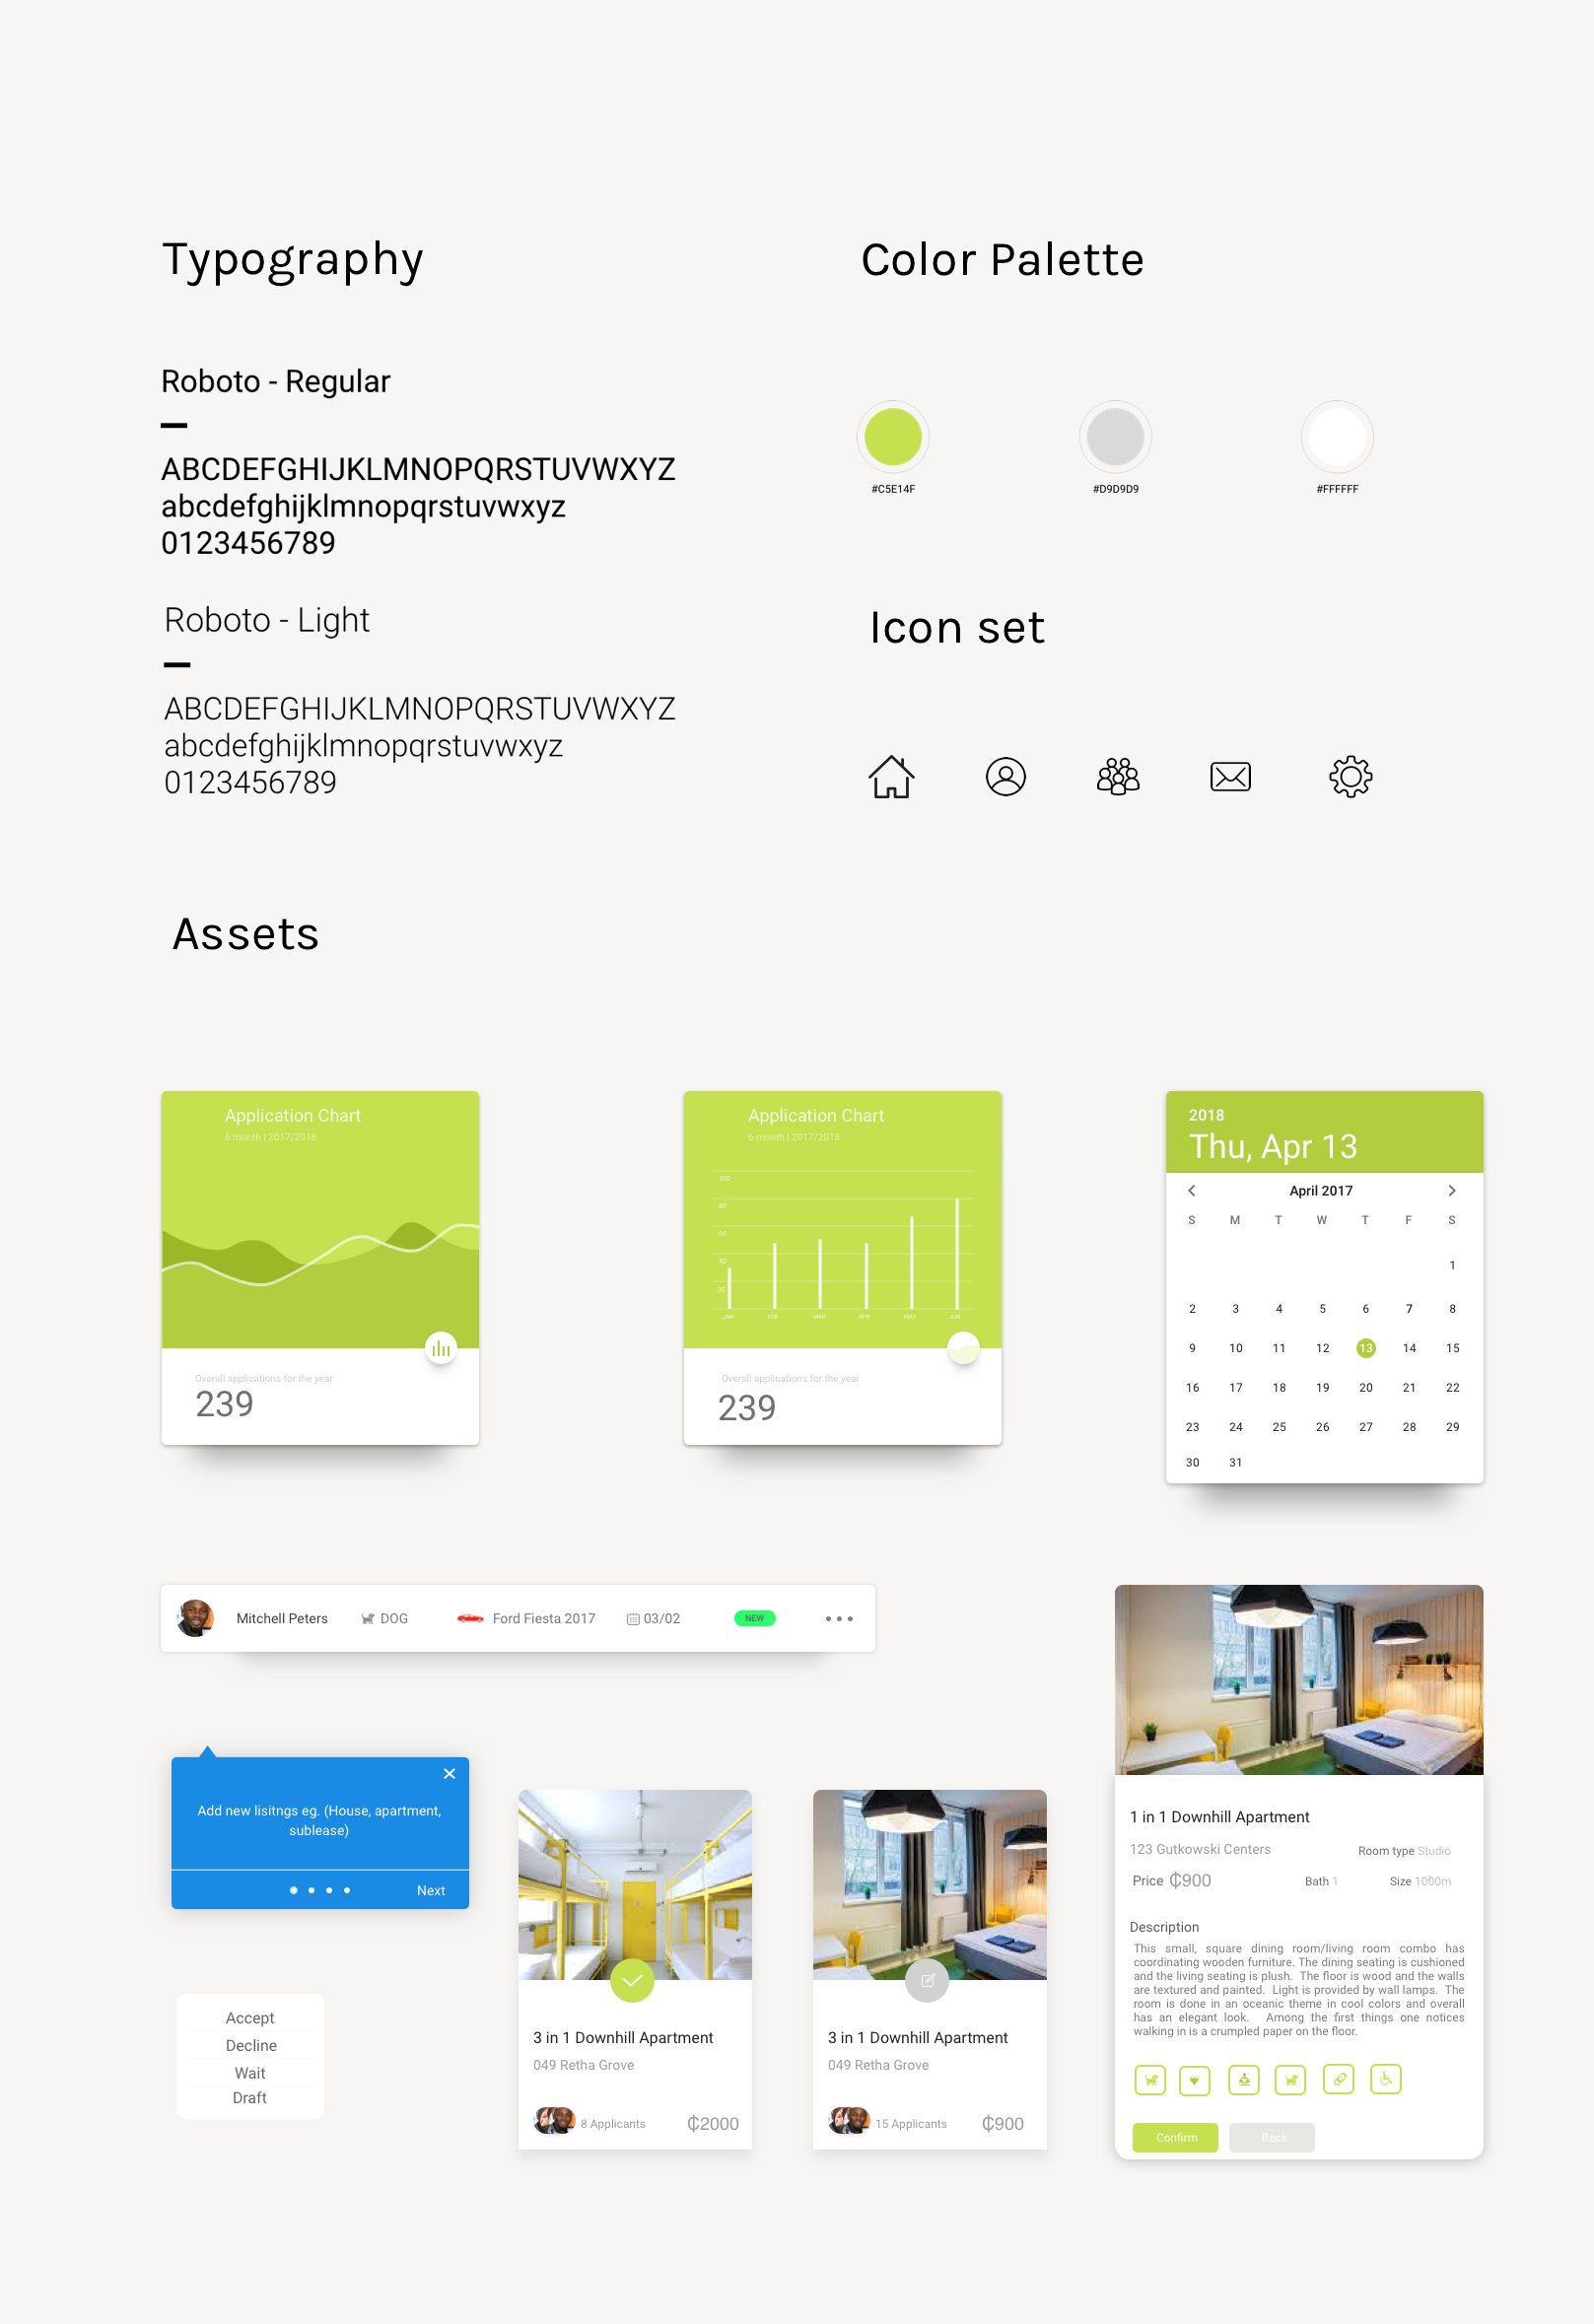 Typography
Roboto - Regular
ABCDEFGHIJKLMNOPQRSTUVWXYZ
abcdefghijklmnopqrstuvwxyz
0123456789
Roboto - Light
ABCDEFGHIJKLMNOPQRSTUVWXYZ
abcdefghijklmnopqrstuvwxyz
0123456789
Color Palette
#C5E14F #D9D9D9 #FFFFFF
Icon set
Assets
Application Chart
6 month | 2017/2018
Overall applications for the year
239
Application Chart
6 month | 2017/2018
100
80
60
40
20
JAN FEB MAR APR MAY JUN
Overall applications for the year
239
2018
Thu, Apr 13
April 2017
S M T W T F S
1
2 3 4 5 6 7 8
9 10 11 12 13 14 15
16 17 18 19 20 21 22
23 24 25 26 27 28 29
30 31
Mitchell Peters DOG Ford Fiesta 2017 03/02 NEW
Add new lisitngs eg. (House, apartment,
sublease)
Next
Accept
Decline
Wait
Draft
3 in 1 Downhill Apartment
049 Retha Grove
8 Applicants ₵2000
3 in 1 Downhill Apartment
049 Retha Grove
15 Applicants ₵900
1 in 1 Downhill Apartment
123 Gutkowski Centers Room type Studio
Price ₵900 Bath 1 Size 1000m
Description
This small, square dining room/living room combo has
coordinating wooden furniture. The dining seating is cushioned
and the living seating is plush. The floor is wood and the walls
are textured and painted. Light is provided by wall lamps. The
room is done in an oceanic theme in cool colors and overall
has an elegant look. Among the first things one notices
walking in is a crumpled paper on the floor.
Confirm Back